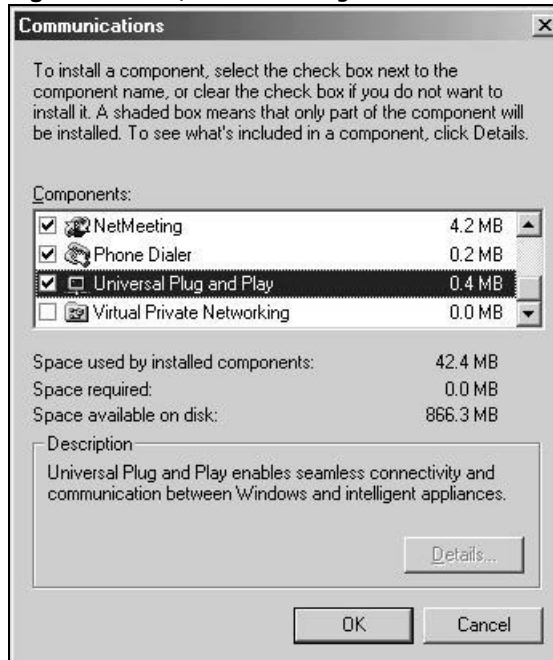 Communications
To install a component, select the check box next to the
component name, or clear the check box if you do not want to
install it. A shaded box means that only part of the component will
be installed. To see what's included in a component, click Details.
Components:
NetMeeting 4.2 MB
Phone Dialer 0.2 MB
Universal Plug and Play 0.4 MB
Virtual Private Networking 0.0 MB
Space used by installed components: 42.4 MB
Space required: 0.0 MB
Space available on disk: 866.3 MB
Description
Universal Plug and Play enables seamless connectivity and
communication between Windows and intelligent appliances.
Details...
OK Cancel